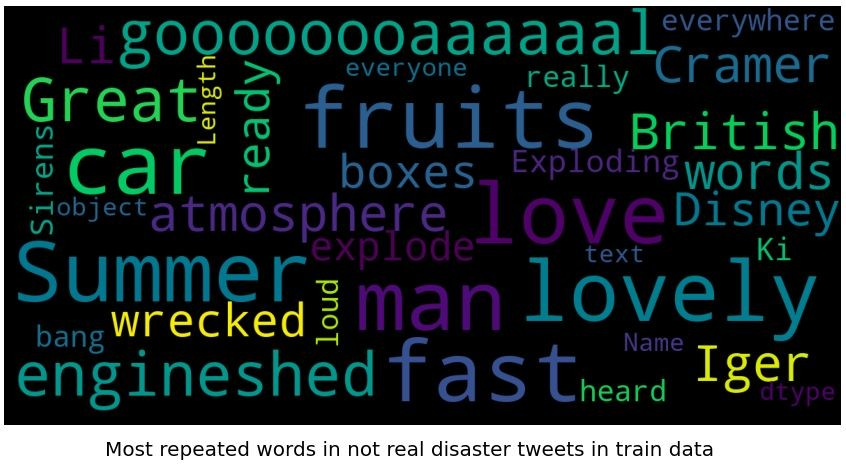 Li goooooooaaaaaal everywhere
Great Length ready everyone really Cramer
Sirens car fruits British
boxes Exploding words
object atmosphere love Disney
Summer explode text Ki
wrecked loud man lovely
bang Name Iger
engineshed fast heard dtype
Most repeated words in not real disaster tweets in train data